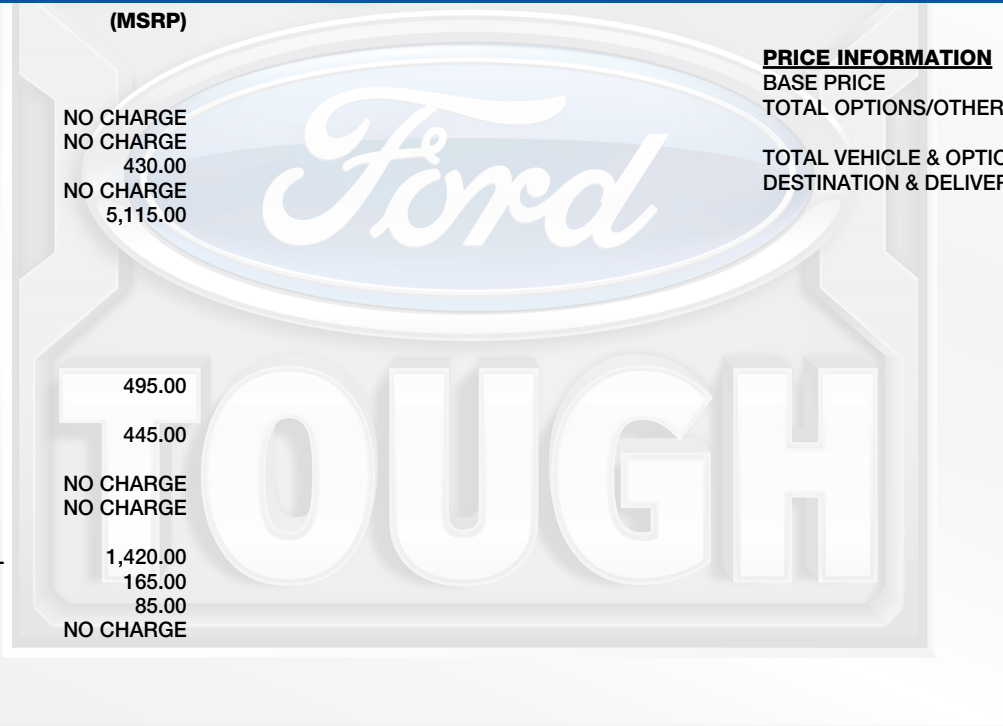 (MSRP)
NO CHARGE
NO CHARGE
430.00
NO CHARGE
5,115.00
495.00
445.00
NO CHARGE
NO CHARGE
1,420.00
165.00
85.00
NO CHARGE
PRICE INFORMATION
BASE PRICE
TOTAL OPTIONS/OTHER
TOTAL VEHICLE & OPTIO
DESTINATION & DELIVER
Ford
TOUGH